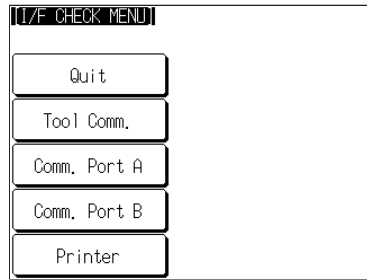 [I/F CHECK MENU]
Quit
Tool Comm.
Comm. Port A
Comm. Port B
Printer